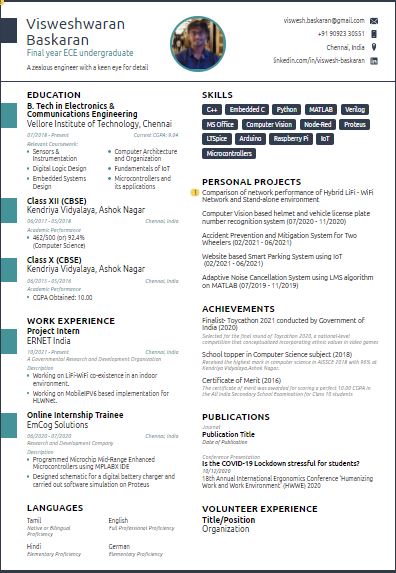 Visweshwaran
Baskaran
Final year ECE undergraduate
A zealous engineer with a keen eye for detail
viswesh.baskaran@gmail.com
+91 90923 30551
Chennai, India
linkedin.com/in/viswesh-baskaran
EDUCATION
B. Tech in Electronics &
Communications Engineering
Vellore Institute of Technology, Chennai
07/2018 - Present Current CGPA: 9.04
Relevant Coursework:
Sensors &
Instrumentation
Digital Logic Design
Embedded Systems
Design
Computer Architecture
and Organization
Fundamentals of IoT
Microcontrollers and
its applications
Class XII (CBSE)
Kendriya Vidyalaya, Ashok Nagar
06/2017 - 05/2018 Chennai, India
Academic Performance
462/500 (or) 92.4%
(Computer Science)
Class X (CBSE)
Kendriya Vidyalaya, Ashok Nagar
06/2015 - 05/2016 Chennai, India
Academic Performance
CGPA Obtained: 10.00
WORK EXPERIENCE
Project Intern
ERNET India
10/2021 - Present Chennai, India
A Governmental Research and Development Organization
Description
Working on LiFi-WiFi co-existence in an indoor
environment.
Working on MobileIPV6 based implementation for
HLWNet.
Online Internship Trainee
EmCog Solutions
06/2020 - 07/2020 Chennai, India
Research and Development Company
Description
Programmed Microchip Mid-Range Enhanced
Microcontrollers using MPLABX IDE
Designed schematic for a digital battery charger and
carried out software simulation on Proteus
LANGUAGES
Tamil
Native or Bilingual
Proficiency
English
Full Professional Proficiency
Hindi
Elementary Proficiency
German
Elementary Proficiency
SKILLS
C++ Embedded C Python MATLAB Verilog
MS Office Computer Vision Node-Red Proteus
LTSpice Arduino Raspberry Pi IoT
Microcontrollers
PERSONAL PROJECTS
Comparison of network performance of Hybrid LiFi - WiFi
Network and Stand-alone environment
Computer Vision based helmet and vehicle license plate
number recognition system (07/2020 - 11/2020)
Accident Prevention and Mitigation System for Two
Wheelers (02/2021 - 06/2021)
Website based Smart Parking System using IoT
(02/2021 - 06/2021)
Adaptive Noise Cancellation System using LMS algorithm
on MATLAB (07/2019 - 11/2019)
ACHIEVEMENTS
Finalist- Toycathon 2021 conducted by Government of
India (2020)
Selected for the final round of Toycathon 2020, a national-level
competition that conceptualized incorporating ethnic values in video games
School topper in Computer Science subject (2018)
Received the highest mark in computer science in AISSCE 2018 with 96% at
Kendriya Vidyalaya,Ashok Nagar.
Certificate of Merit (2016)
The certificate of merit was awarded for scoring a perfect 10.00 CGPA in
the All India Secondary School Examination for Class 10 students
PUBLICATIONS
Journal
Publication Title
Date of Publication
Conference Presentation
Is the COVID-19 Lockdown stressful for students?
10/12/2020
18th Annual International Ergonomics Conference 'Humanizing
Work and Work Environment' (HWWE) 2020
VOLUNTEER EXPERIENCE
Title/Position
Organization